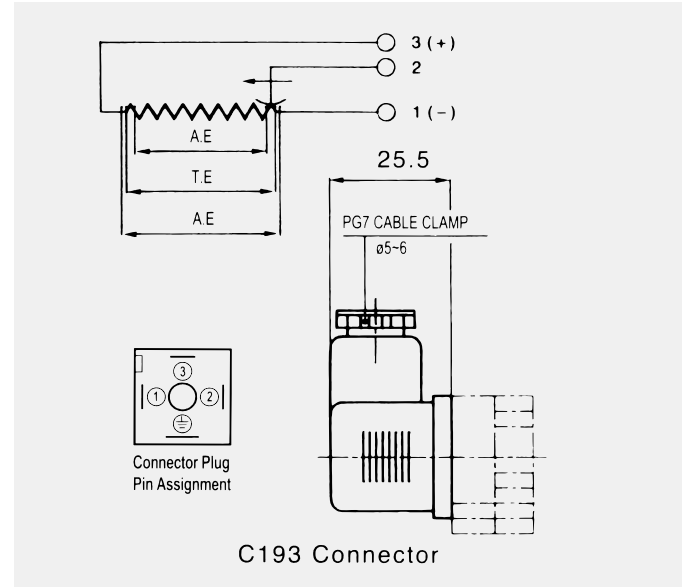 3 (+)
2
1 (-)
A.E
T.E
A.E
25.5
PG7 CABLE CLAMP
ø5~6
3
1 2
Connector Plug
Pin Assignment
C193 Connector